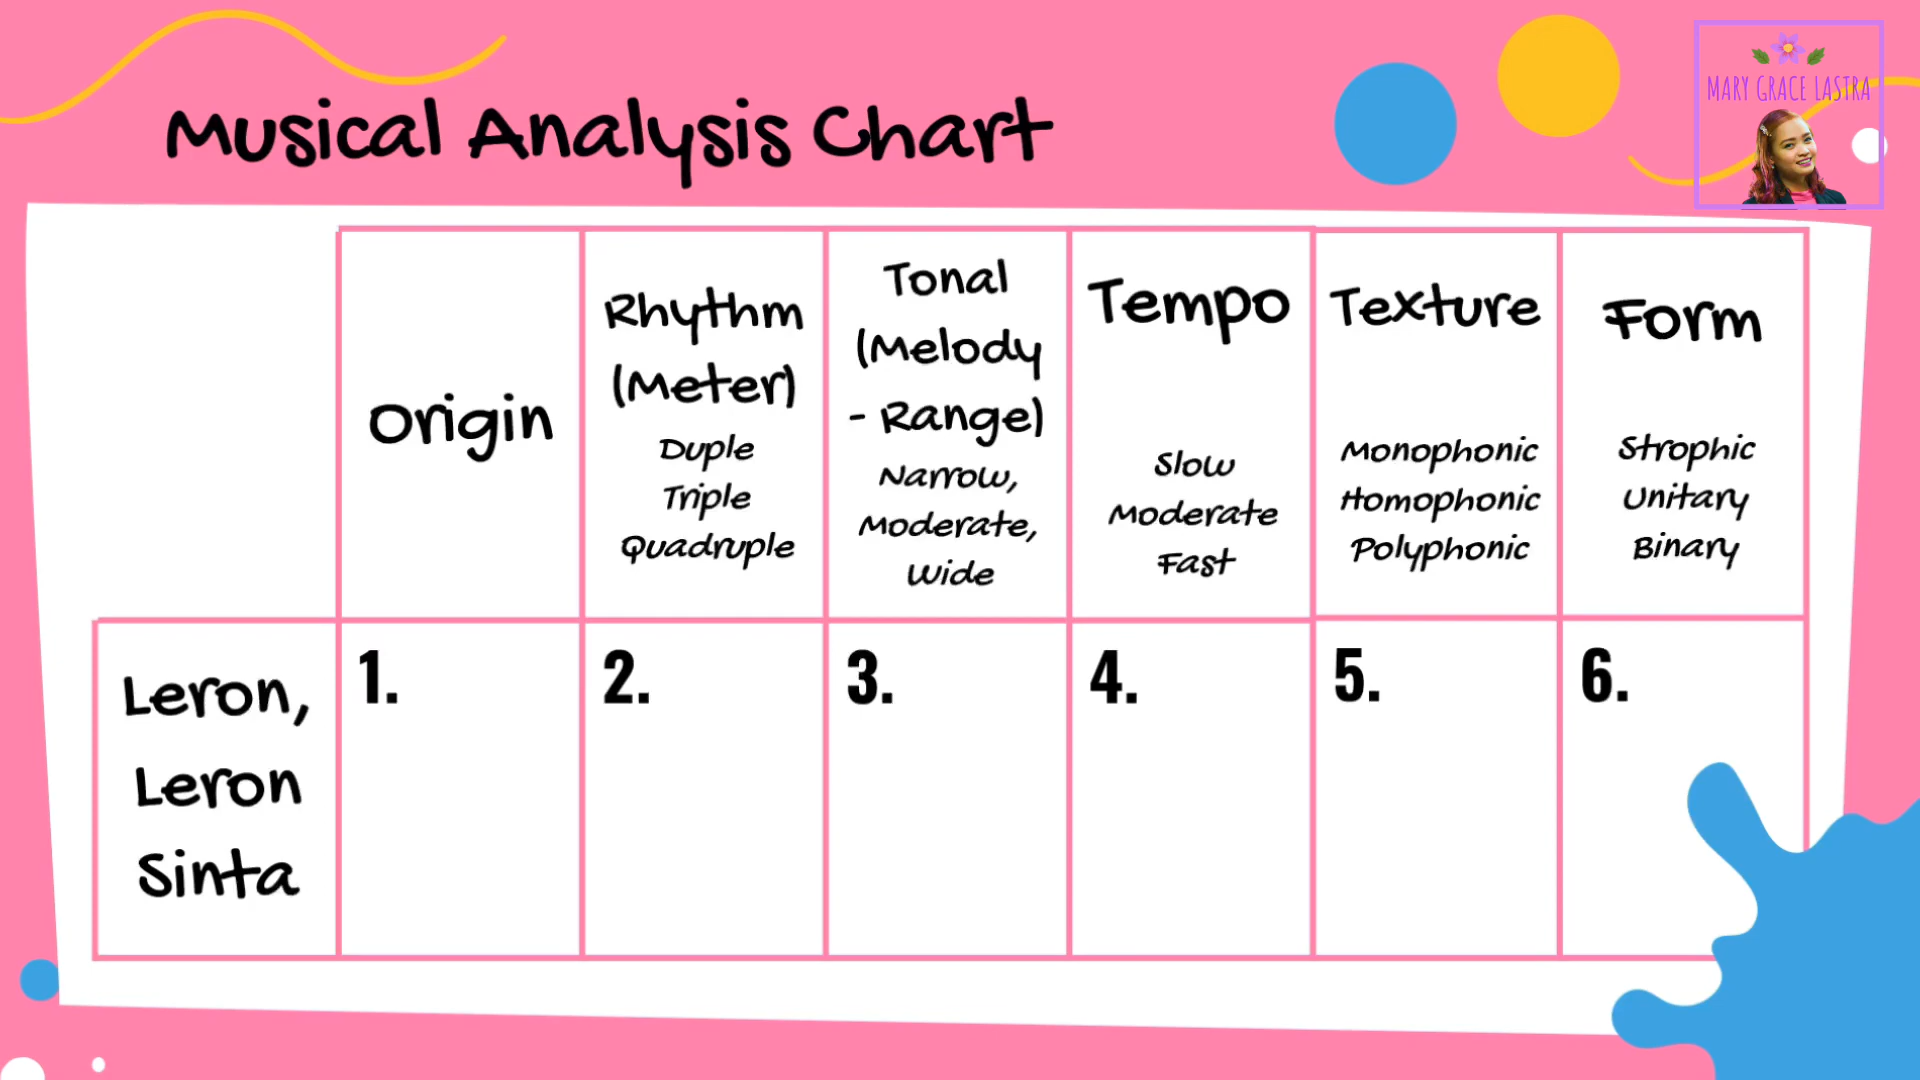 MARY GRACE LASTRA
Musical Analysis Chart
Origin
Rhythm
(Meter)
Duple
Triple
Quadruple
Tonal
(Melody
- Range)
Narrow,
Moderate,
Wide
Tempo
Slow
Moderate
Fast
Texture
Monophonic
Homophonic
Polyphonic
Form
Strophic
Unitary
Binary
Leron,
Leron
Sinta
1.
2.
3.
4.
5.
6.